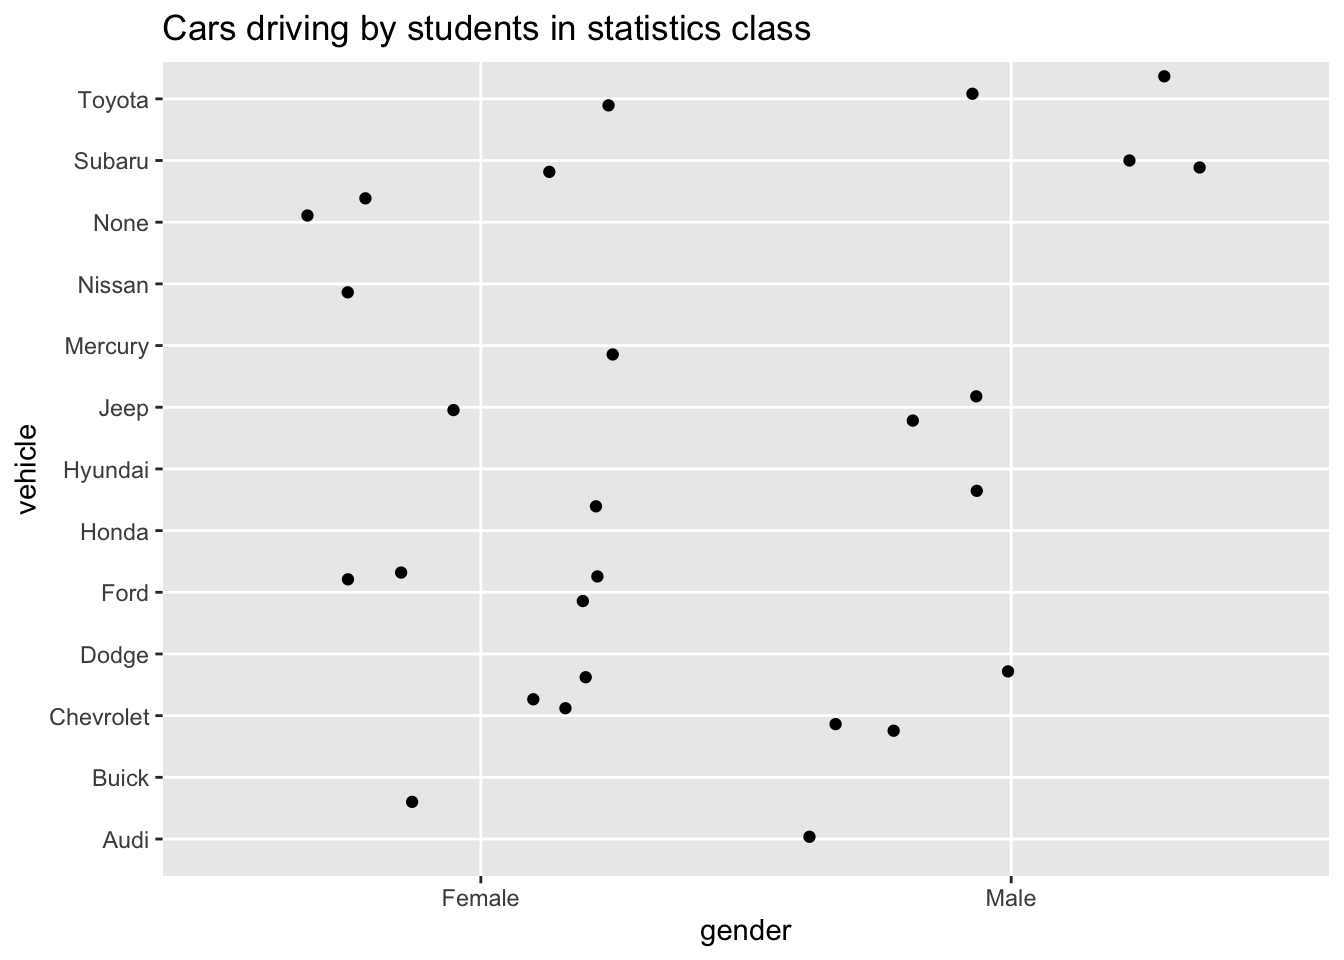 Cars driving by students in statistics class
Toyota
Subaru
None
Nissan
Mercury
Jeep
Hyundai
Honda
Ford
Dodge
Chevrolet
Buick
Audi
vehicle
Female Male
gender